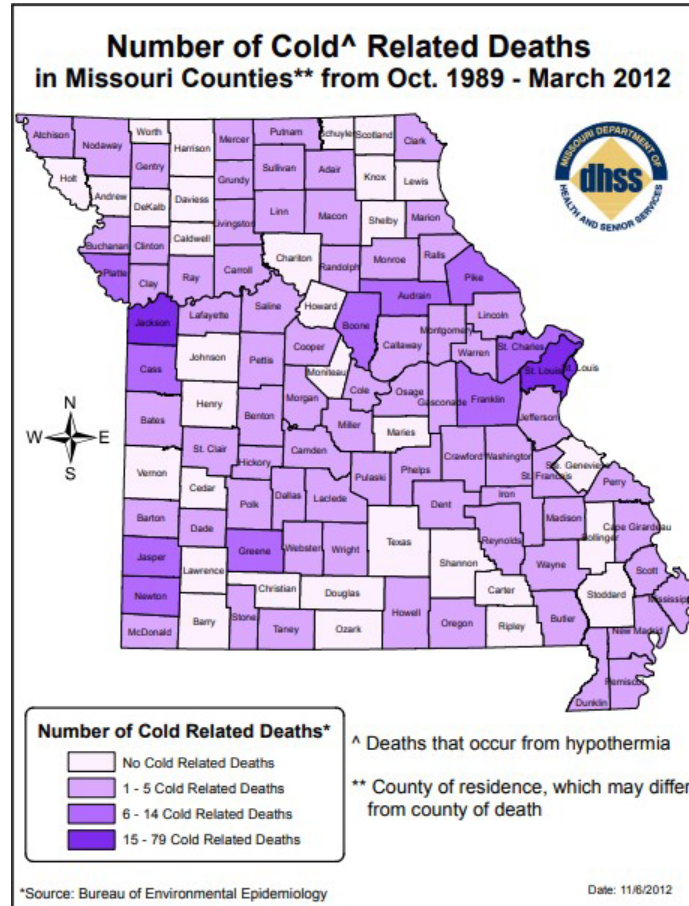 Number of Cold^ Related Deaths
in Missouri Counties** from Oct. 1989 - March 2012
MISSOURI DEPARTMENT OF
dhss
HEALTH AND SENIOR SERVICES
Atchison
Nodaway
Worth
Harrison
Mercer
Putnam
Schuyler
Scotland
Clark
Holt
Andrew
Gentry
DeKalb
Daviess
Grundy
Sullivan
Adair
Knox
Lewis
Buchanan
Clinton
Caldwell
Livingston
Linn
Macon
Shelby
Marion
Platte
Clay
Ray
Carroll
Chariton
Randolph
Monroe
Ralls
Pike
Jackson
Lafayette
Saline
Howard
Boone
Audrain
Callaway
Montgomery
Lincoln
Warren
St. Charles
St. Louis
St. Louis
Cass
Johnson
Pettis
Cooper
Moniteau
Cole
Osage
Gasconade
Franklin
Jefferson
Bates
Henry
Benton
Morgan
Miller
Maries
St. Clair
Hickory
Camden
Pulaski
Phelps
Crawford
Washington
St. Francois
Ste. Genevieve
Perry
Vernon
Cedar
Polk
Dallas
Laclede
Dent
Iron
Madison
Bollinger
Cape Girardeau
Barton
Dade
Greene
Webster
Wright
Texas
Shannon
Reynolds
Wayne
Scott
Mississippi
Jasper
Lawrence
Christian
Douglas
Carter
Stoddard
Newton
McDonald
Barry
Stone
Taney
Ozark
Howell
Oregon
Ripley
Butler
New Madrid
Dunklin
Pemiscot
N
W
E
S
Number of Cold Related Deaths*
No Cold Related Deaths
1 - 5 Cold Related Deaths
6 - 14 Cold Related Deaths
15 - 79 Cold Related Deaths
^ Deaths that occur from hypothermia
** County of residence, which may differ
from county of death
*Source: Bureau of Environmental Epidemiology
Date: 11/6/2012